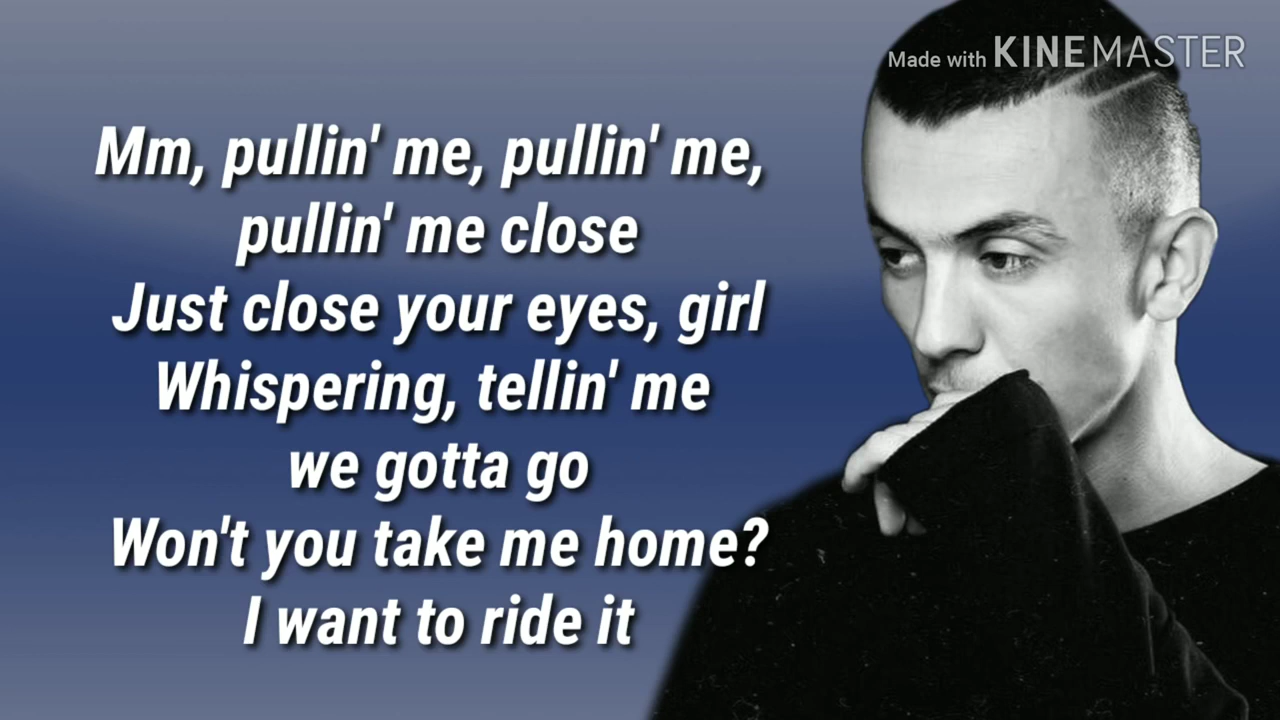 Made with KINEMASTER
Mm, pullin' me, pullin' me,
pullin' me close
Just close your eyes, girl
Whispering, tellin' me
we gotta go
Won't you take me home?
I want to ride it